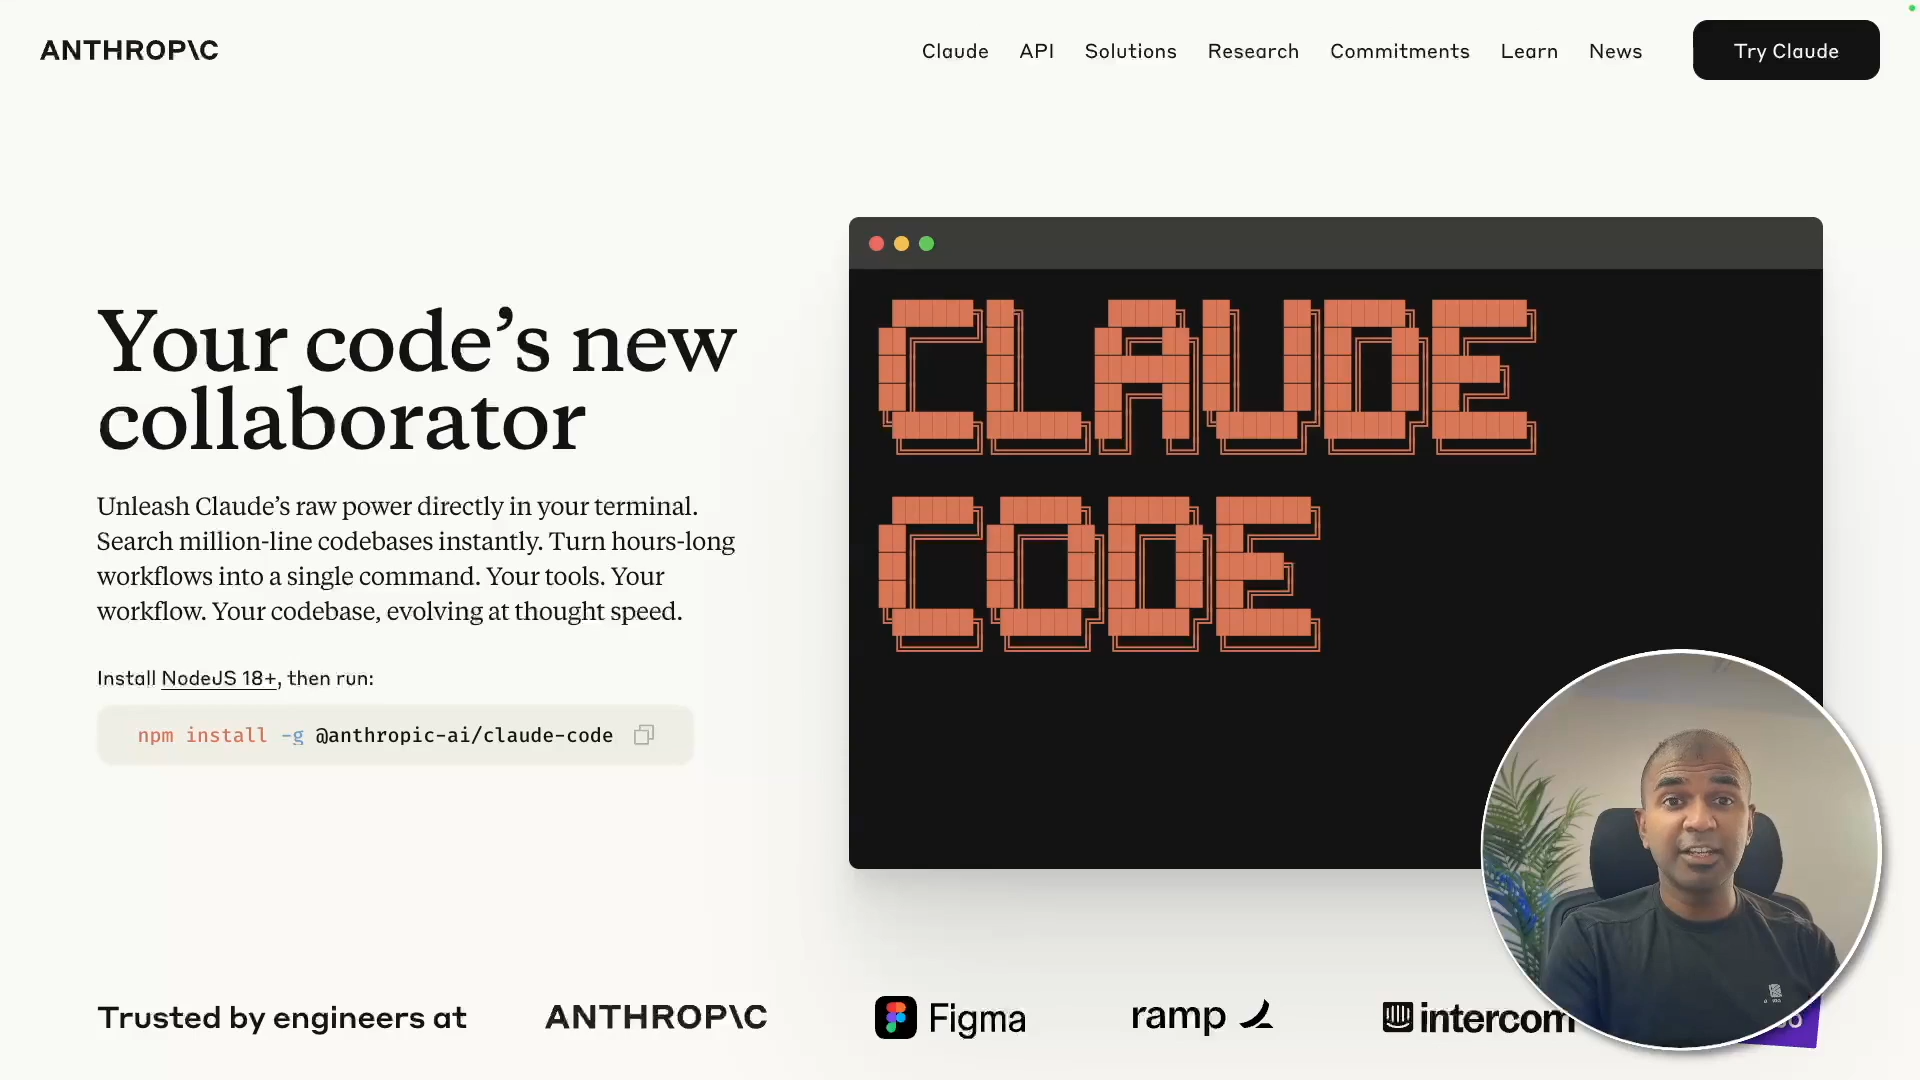 ANTHROP\C
Claude API Solutions Research Commitments Learn News Try Claude
Your code’s new
collaborator
Unleash Claude’s raw power directly in your terminal.
Search million-line codebases instantly. Turn hours-long
workflows into a single command. Your tools. Your
workflow. Your codebase, evolving at thought speed.
Install NodeJS 18+, then run:
npm install -g @anthropic-ai/claude-code
CLAUDE
CODE
Trusted by engineers at
ANTHROP\C
Figma
ramp
intercom